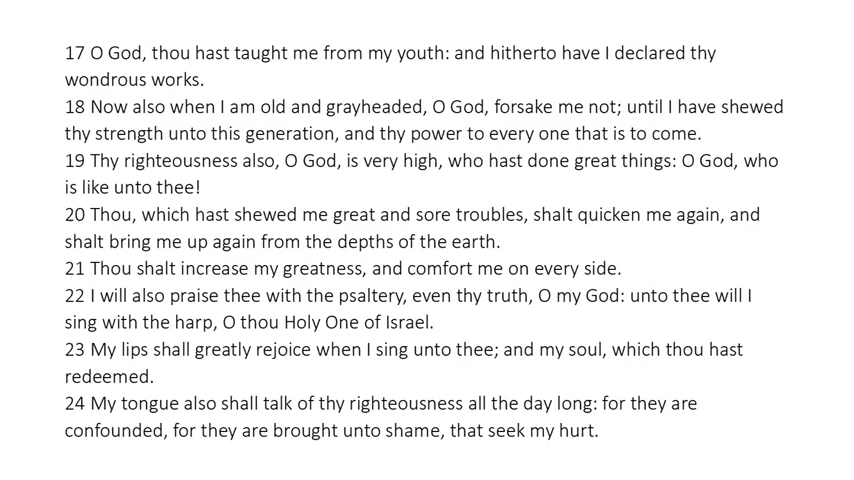 17 O God, thou hast taught me from my youth: and hitherto have I declared thy
wondrous works.
18 Now also when I am old and grayheaded, O God, forsake me not; until I have shewed
thy strength unto this generation, and thy power to every one that is to come.
19 Thy righteousness also, O God, is very high, who hast done great things: O God, who
is like unto thee!
20 Thou, which hast shewed me great and sore troubles, shalt quicken me again, and
shalt bring me up again from the depths of the earth.
21 Thou shalt increase my greatness, and comfort me on every side.
22 I will also praise thee with the psaltery, even thy truth, O my God: unto thee will I
sing with the harp, O thou Holy One of Israel.
23 My lips shall greatly rejoice when I sing unto thee; and my soul, which thou hast
redeemed.
24 My tongue also shall talk of thy righteousness all the day long: for they are
confounded, for they are brought unto shame, that seek my hurt.